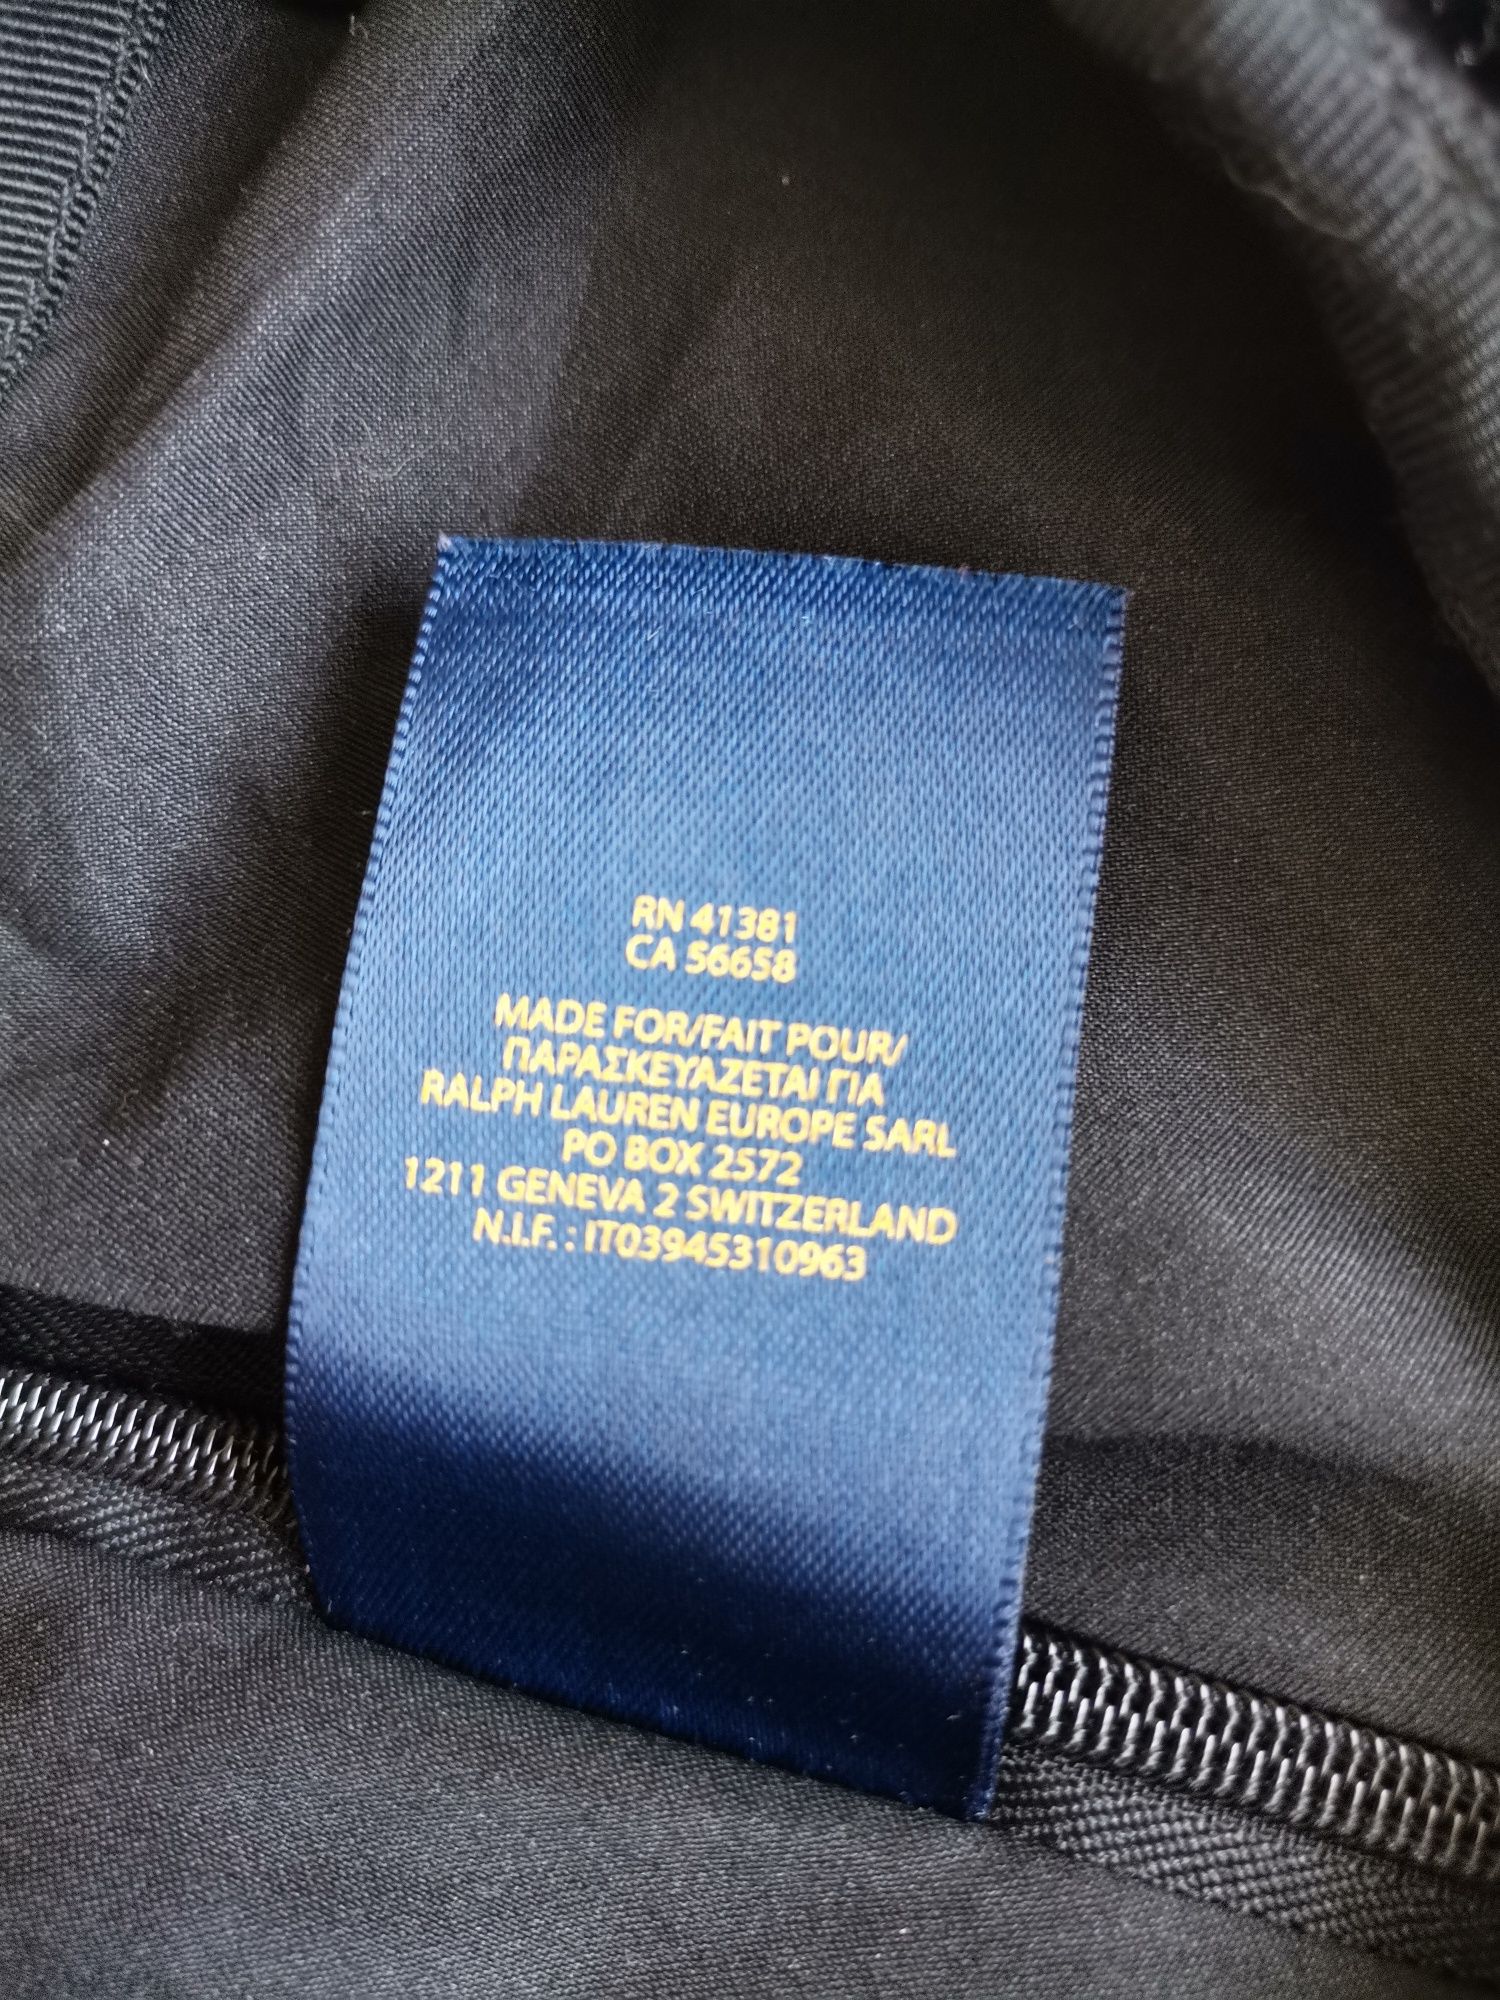 RN 41381
CA 56658
MADE FOR/FAIT POUR/
ΠΑΡΑΣΚΕΥΑΖΕΤΑΙ ΓΙΑ
RALPH LAUREN EUROPE SARL
PO BOX 2572
1211 GENEVA 2 SWITZERLAND
N.I.F. : IT03945310963